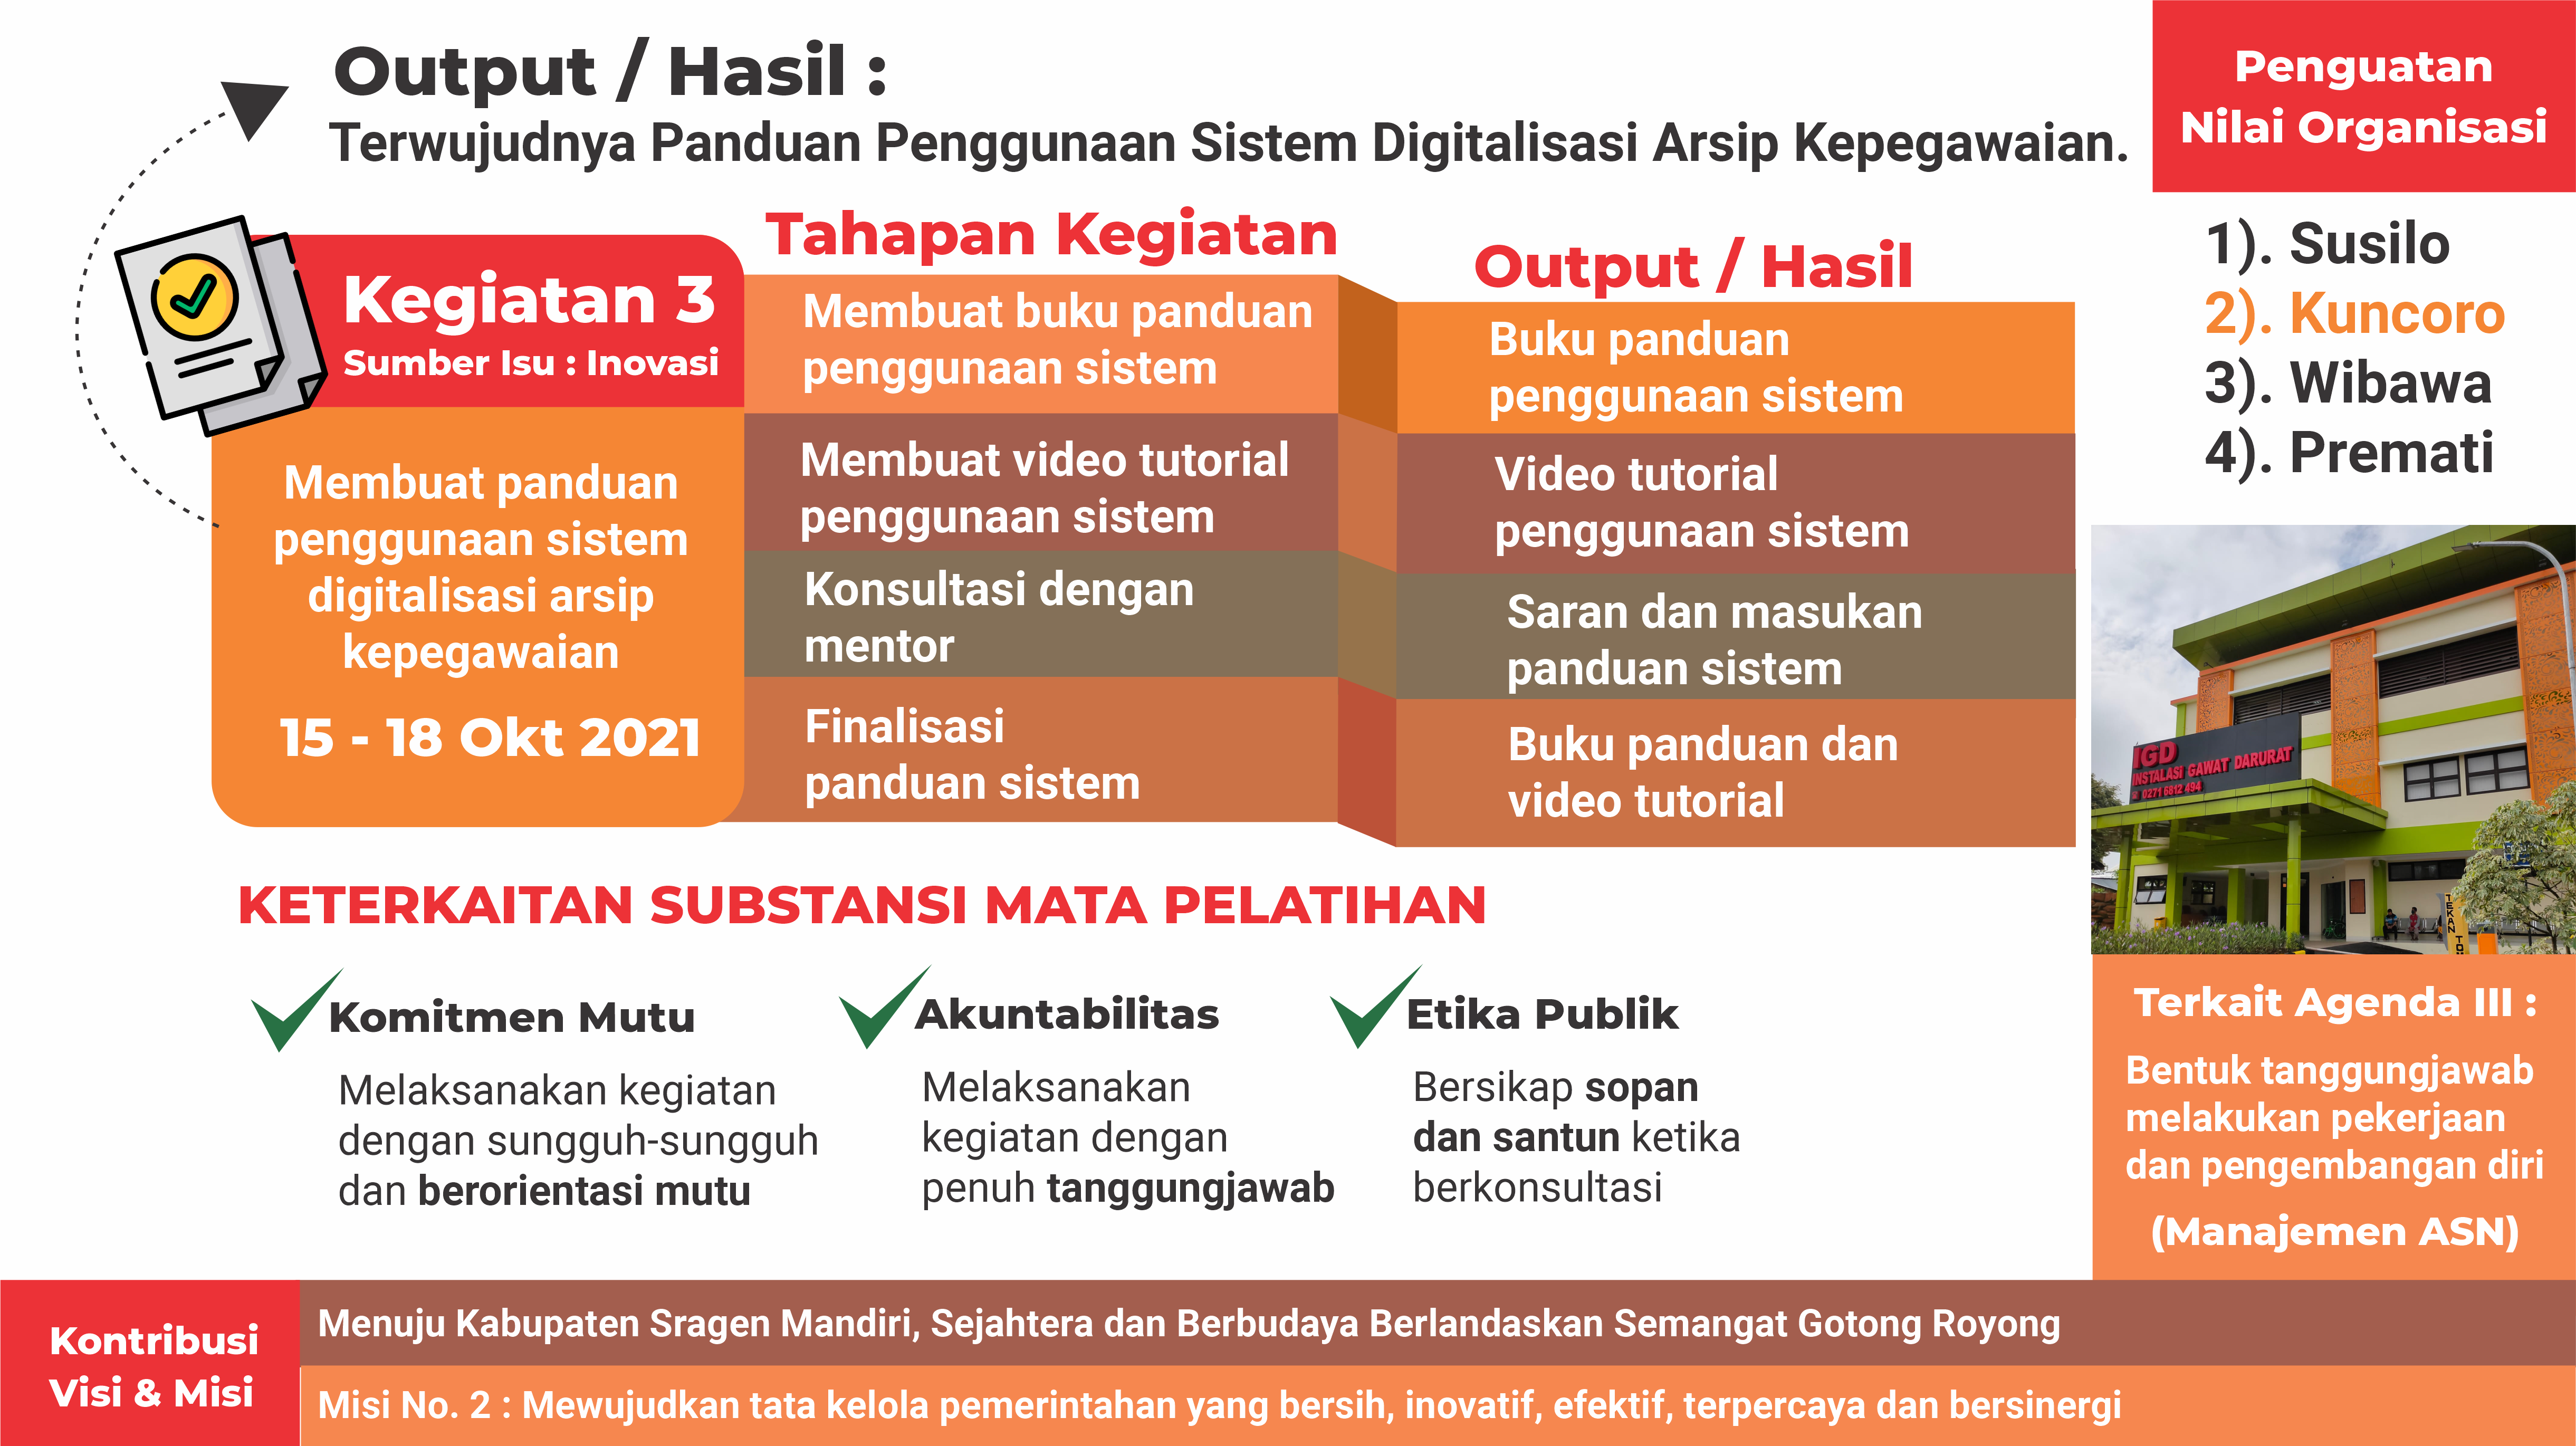 Output / Hasil :
Terwujudnya Panduan Penggunaan Sistem Digitalisasi Arsip Kepegawaian.
Penguatan
Nilai Organisasi
1). Susilo
2). Kuncoro
3). Wibawa
4). Premati
Kegiatan 3
Sumber Isu : Inovasi
Membuat panduan
penggunaan sistem
digitalisasi arsip
kepegawaian
15 - 18 Okt 2021
Tahapan Kegiatan
Membuat buku panduan
penggunaan sistem
Membuat video tutorial
penggunaan sistem
Konsultasi dengan
mentor
Finalisasi
panduan sistem
Output / Hasil
Buku panduan
penggunaan sistem
Video tutorial
penggunaan sistem
Saran dan masukan
panduan sistem
Buku panduan dan
video tutorial
IGD
INSTALASI GAWAT DARURAT
0271 6812 494
TEKAN
KETERKAITAN SUBSTANSI MATA PELATIHAN
Komitmen Mutu
Melaksanakan kegiatan
dengan sungguh-sungguh
dan berorientasi mutu
Akuntabilitas
Melaksanakan
kegiatan dengan
penuh tanggungjawab
Etika Publik
Bersikap sopan
dan santun ketika
berkonsultasi
Terkait Agenda III :
Bentuk tanggungjawab
melakukan pekerjaan
dan pengembangan diri
(Manajemen ASN)
Kontribusi
Visi & Misi
Menuju Kabupaten Sragen Mandiri, Sejahtera dan Berbudaya Berlandaskan Semangat Gotong Royong
Misi No. 2 : Mewujudkan tata kelola pemerintahan yang bersih, inovatif, efektif, terpercaya dan bersinergi